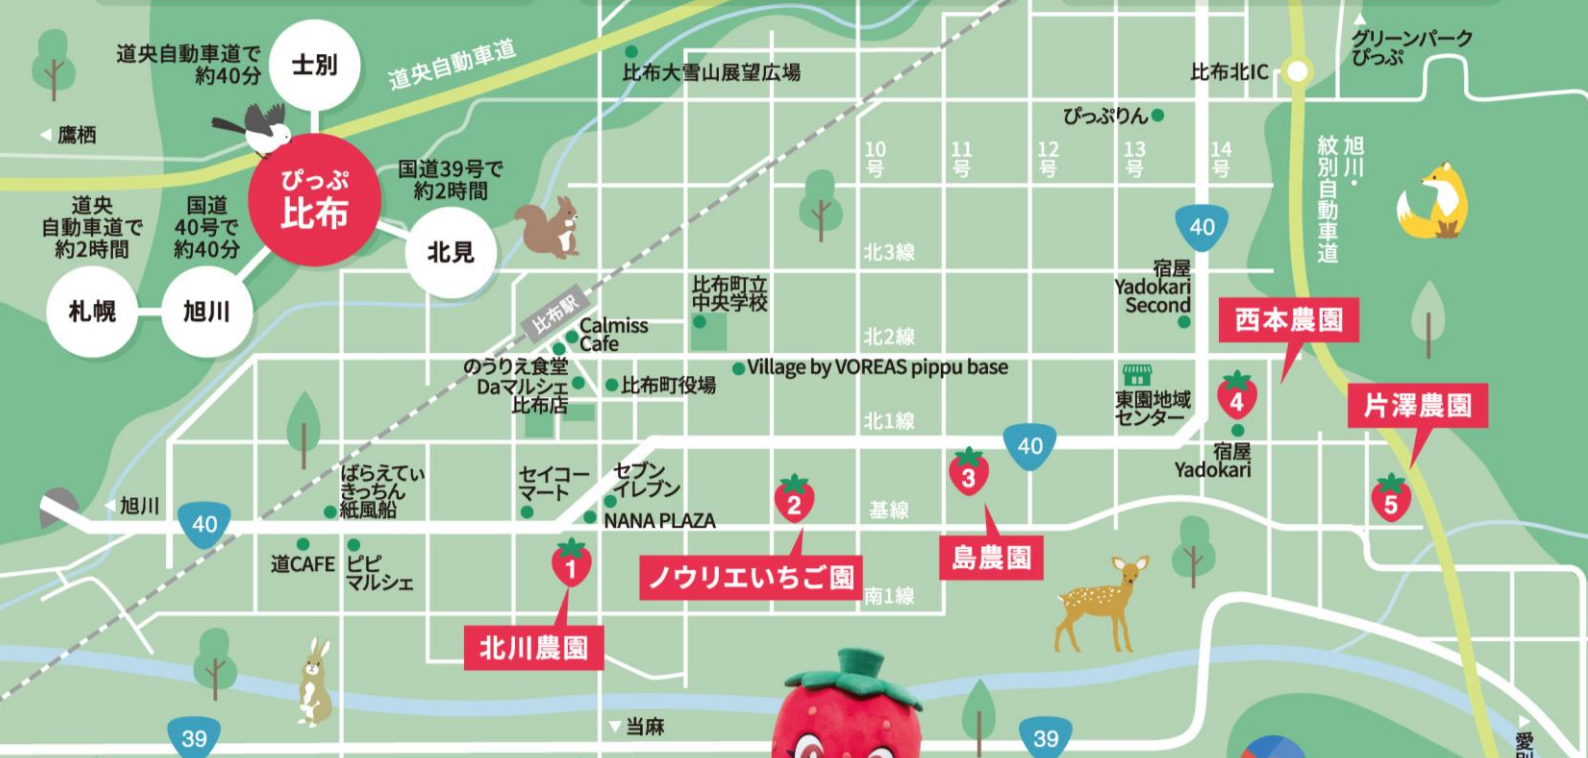 道央自動車道で
約40分
士別
道央自動車道
比布大雪山展望広場
比布北IC
グリーンパーク
ぴっぷ
ぴっぷりん
鷹栖
ぴっぷ
比布
国道39号で
約2時間
北見
道央
自動車道で
約2時間
国道
40号で
約40分
札幌
旭川
10
号
11
号
12
号
13
号
14
号
旭川・
紋別自動車道
40
北3線
宿屋
Yadokari
Second
比布町立
中央学校
比布駅
Calmiss
Cafe
北2線
西本農園
のうりえ食堂
Daマルシェ
比布店
比布町役場
Village by VOREAS pippu base
東園地域
センター
4
片澤農園
北1線
40
宿屋
Yadokari
ばらえてぃ
きっちん
紙風船
セイコー
マート
セブン
イレブン
NANA PLAZA
2
3
5
基線
旭川
40
道CAFE
ピピ
マルシェ
1
ノウリエいちご園
島農園
南1線
北川農園
39
当麻
39